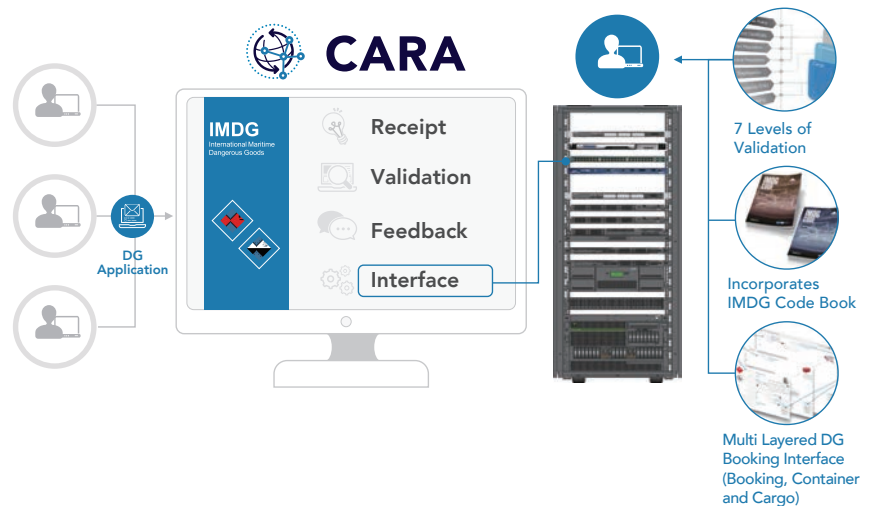 CARA
IMDG
International Maritime
Dangerous Goods
Receipt
Validation
Feedback
Interface
DG
Application
7 Levels of
Validation
Incorporates
IMDG Code Book
Multi Layered DG
Booking Interface
(Booking, Container
and Cargo)